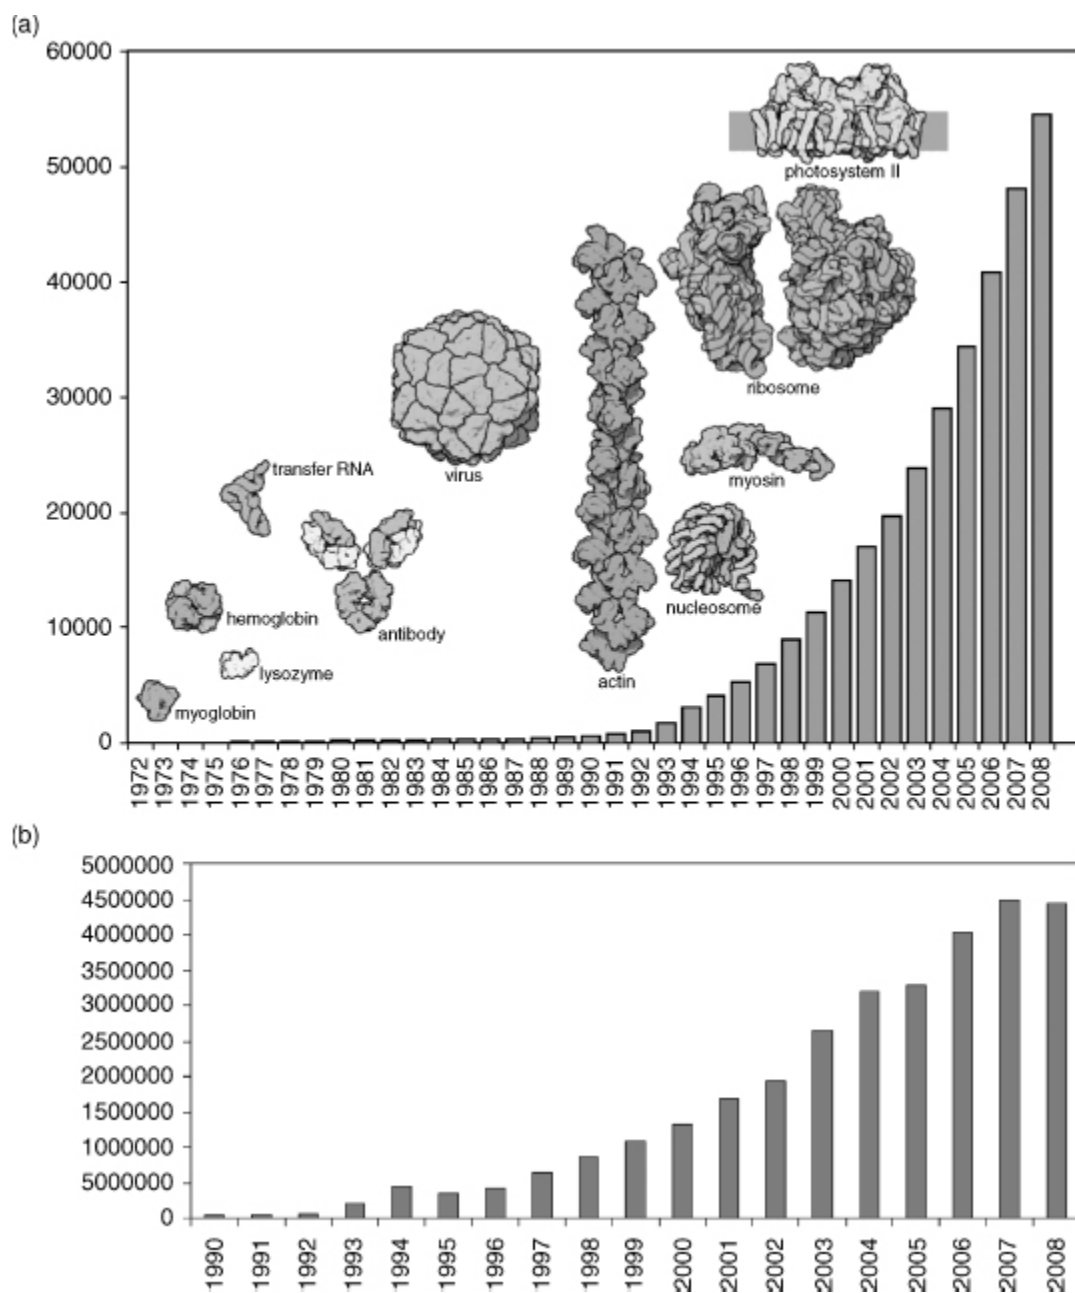 (a)
60000
50000
40000
30000
20000
10000
0
photosystem II
ribosome
virus
transfer RNA
myosin
nucleosome
hemoglobin
antibody
lysozyme
actin
myoglobin
1972 1973 1974 1975 1976 1977 1978 1979 1980 1981 1982 1983 1984 1985 1986 1987 1988 1989 1990 1991 1992 1993 1994 1995 1996 1997 1998 1999 2000 2001 2002 2003 2004 2005 2006 2007 2008
(b)
5000000
4500000
4000000
3500000
3000000
2500000
2000000
1500000
1000000
5000000
0
1990 1991 1992 1993 1994 1995 1996 1997 1998 1999 2000 2001 2002 2003 2004 2005 2006 2007 2008